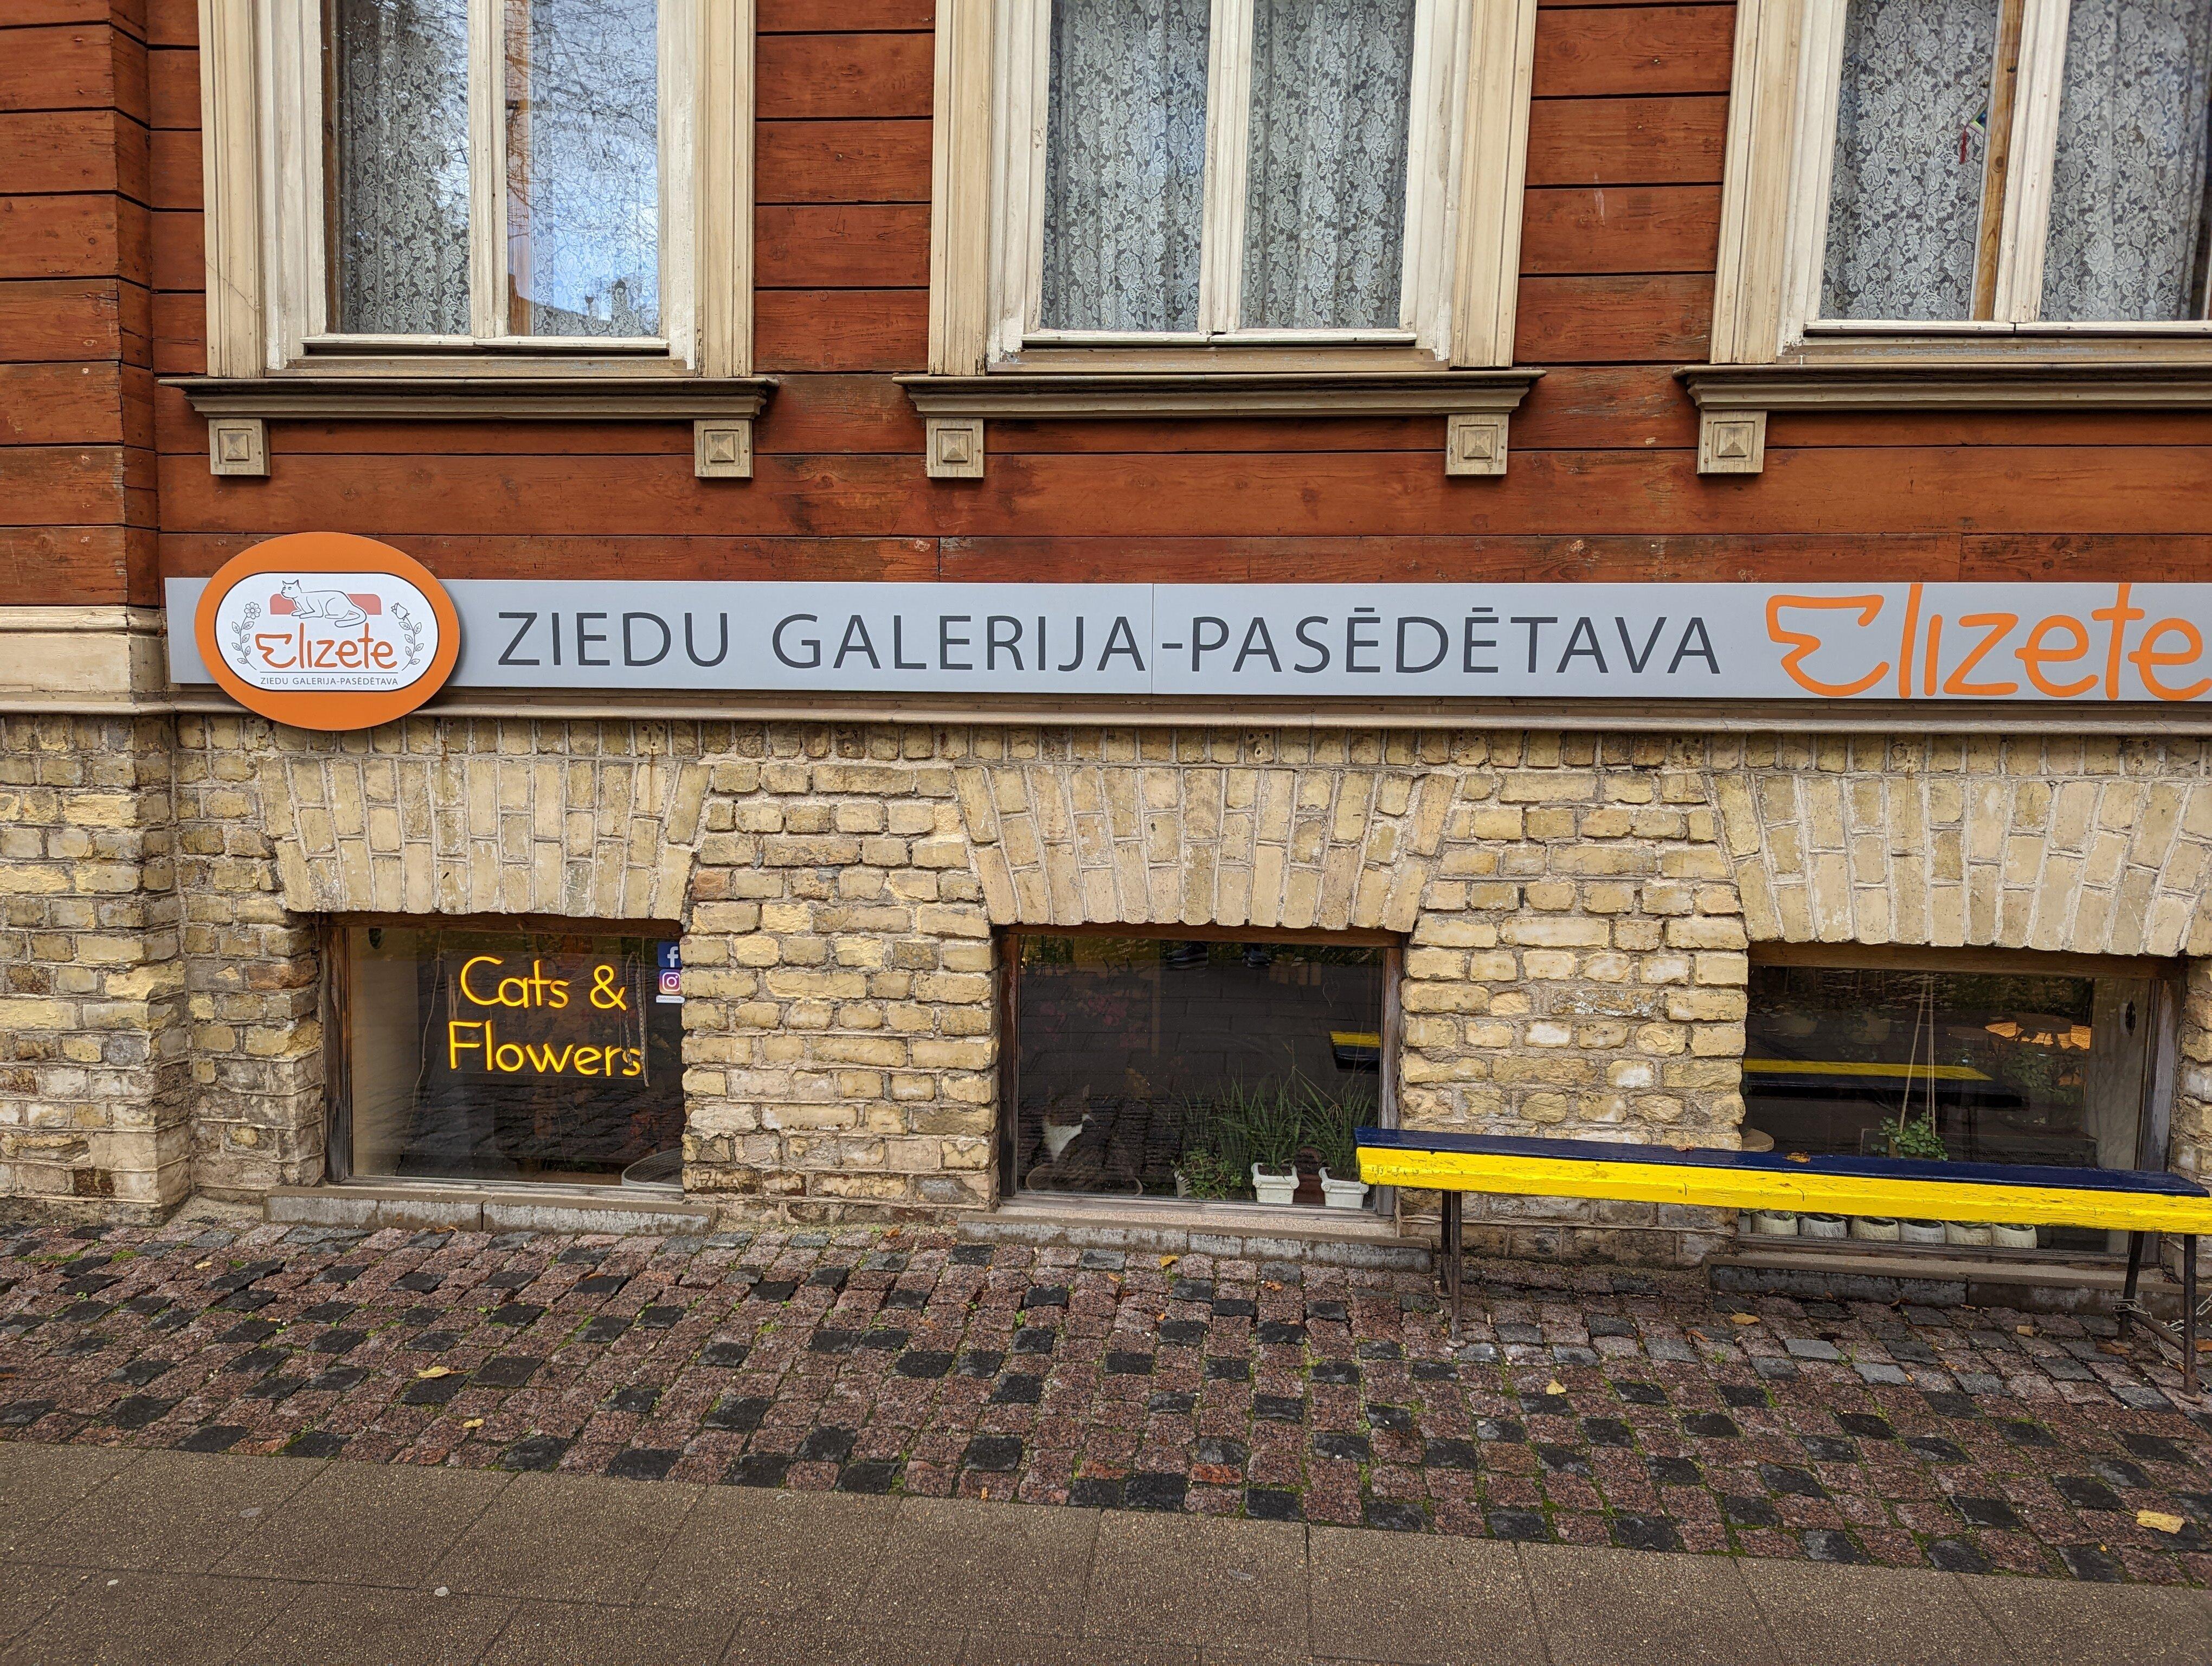 Elizete
ZIEDU GALERIJA-PASĒDĒTAVA
ZIEDU GALERIJA-PASĒDĒTAVA Elizete
Cats &
Flowers